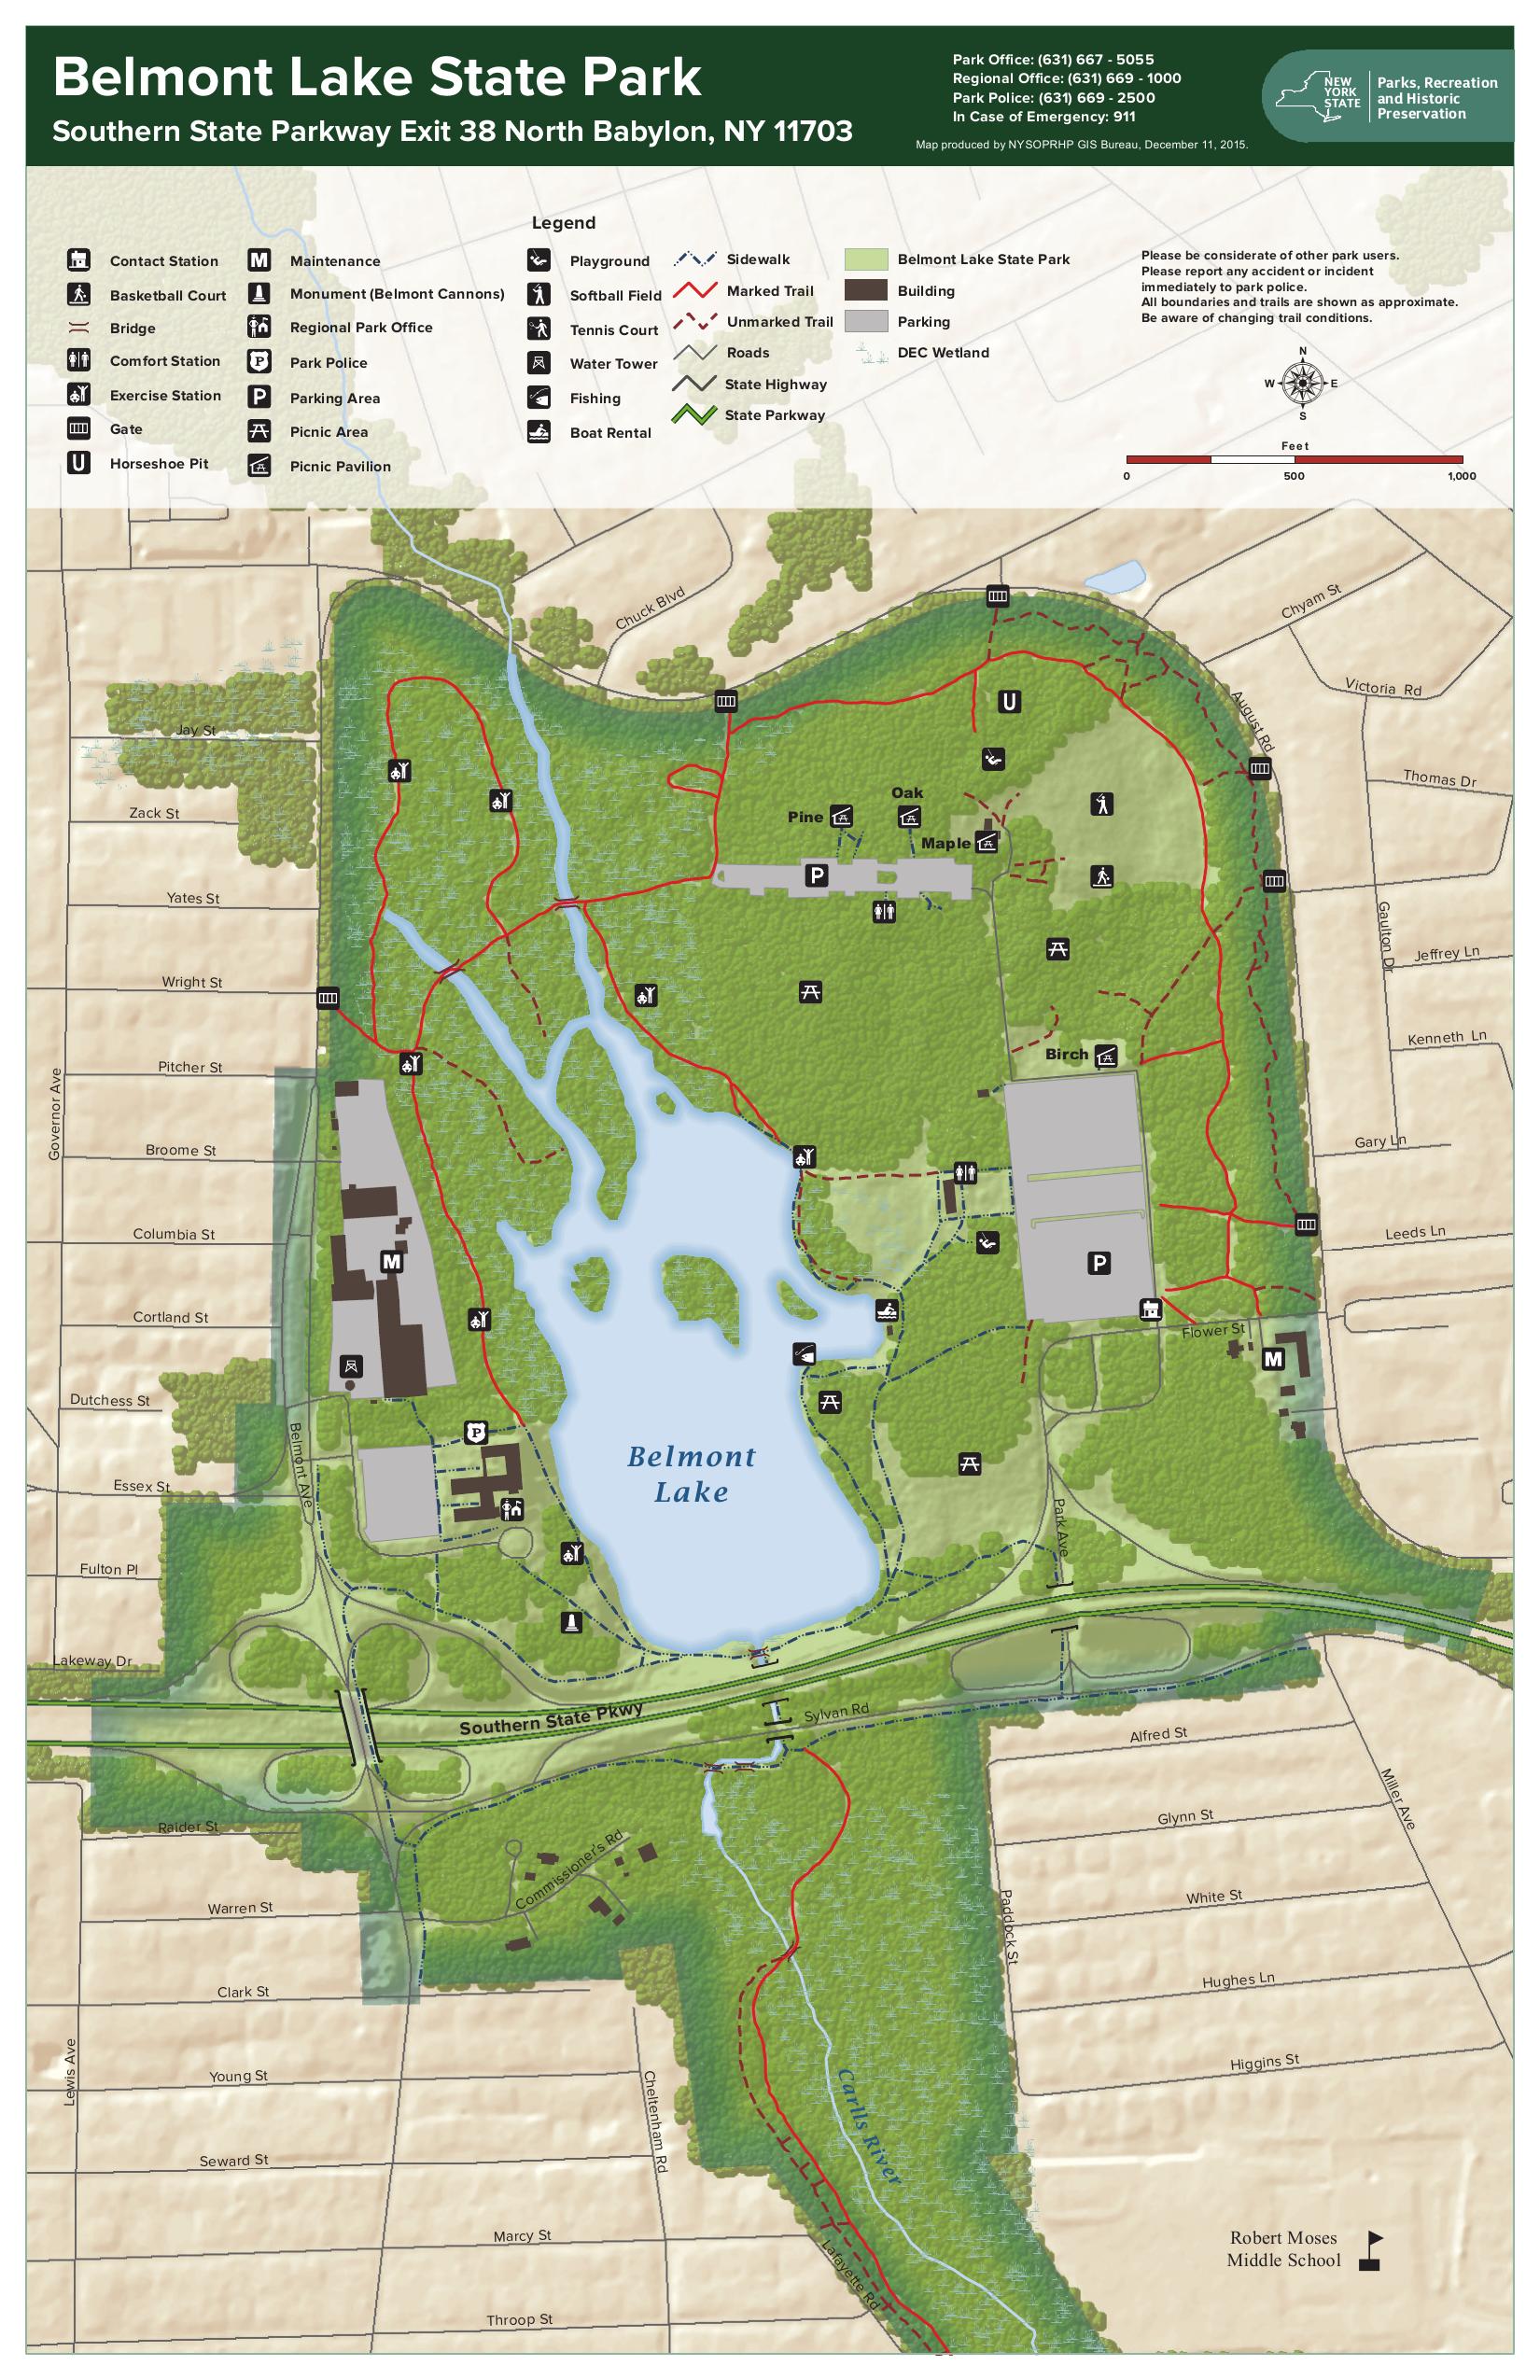 Belmont Lake State Park
Southern State Parkway Exit 38 North Babylon, NY 11703
Park Office: (631) 667 - 5055
Regional Office: (631) 669 - 1000
Park Police: (631) 669 - 2500
In Case of Emergency: 911
Map produced by NYSOPRHP GIS Bureau, December 11, 2015.
NEW
YORK
STATE
Parks, Recreation
and Historic
Preservation
Legend
Contact Station
Basketball Court
Bridge
Comfort Station
Exercise Station
Gate
Horseshoe Pit
M Maintenance
Monument (Belmont Cannons)
Regional Park Office
P Park Police
P Parking Area
Picnic Area
Picnic Pavilion
Playground
Softball Field
Tennis Court
Water Tower
Fishing
Boat Rental
Sidewalk
Marked Trail
Unmarked Trail
Roads
State Highway
State Parkway
Belmont Lake State Park
Building
Parking
DEC Wetland
Please be considerate of other park users.
Please report any accident or incident
immediately to park police.
All boundaries and trails are shown as approximate.
Be aware of changing trail conditions.
N
W E
S
Feet
0 500 1,000
Chuck Blvd
Chyam St
Victoria Rd
August Rd
Jay St
Thomas Dr
Zack St
Oak
Pine
Maple
P
Yates St
Gaulton Dr
Jeffrey Ln
Wright St
Kenneth Ln
Birch
Pitcher St
Governor Ave
Gary Ln
Broome St
Columbia St
Leeds Ln
M
P
Cortland St
Flower St
M
Dutchess St
P
Belmont Ave
Belmont
Lake
Essex St
Park Ave
Fulton Pl
Lakeway Dr
Southern State Pkwy
Sylvan Rd
Alfred St
Miller Ave
Glynn St
Raider St
Commissioner's Rd
White St
Warren St
Paddock St
Hughes Ln
Clark St
Higgins St
Lewis Ave
Young St
Cheltenham Rd
Carlls River
Seward St
Marcy St
Robert Moses
Middle School
Lafayette Rd
Throop St